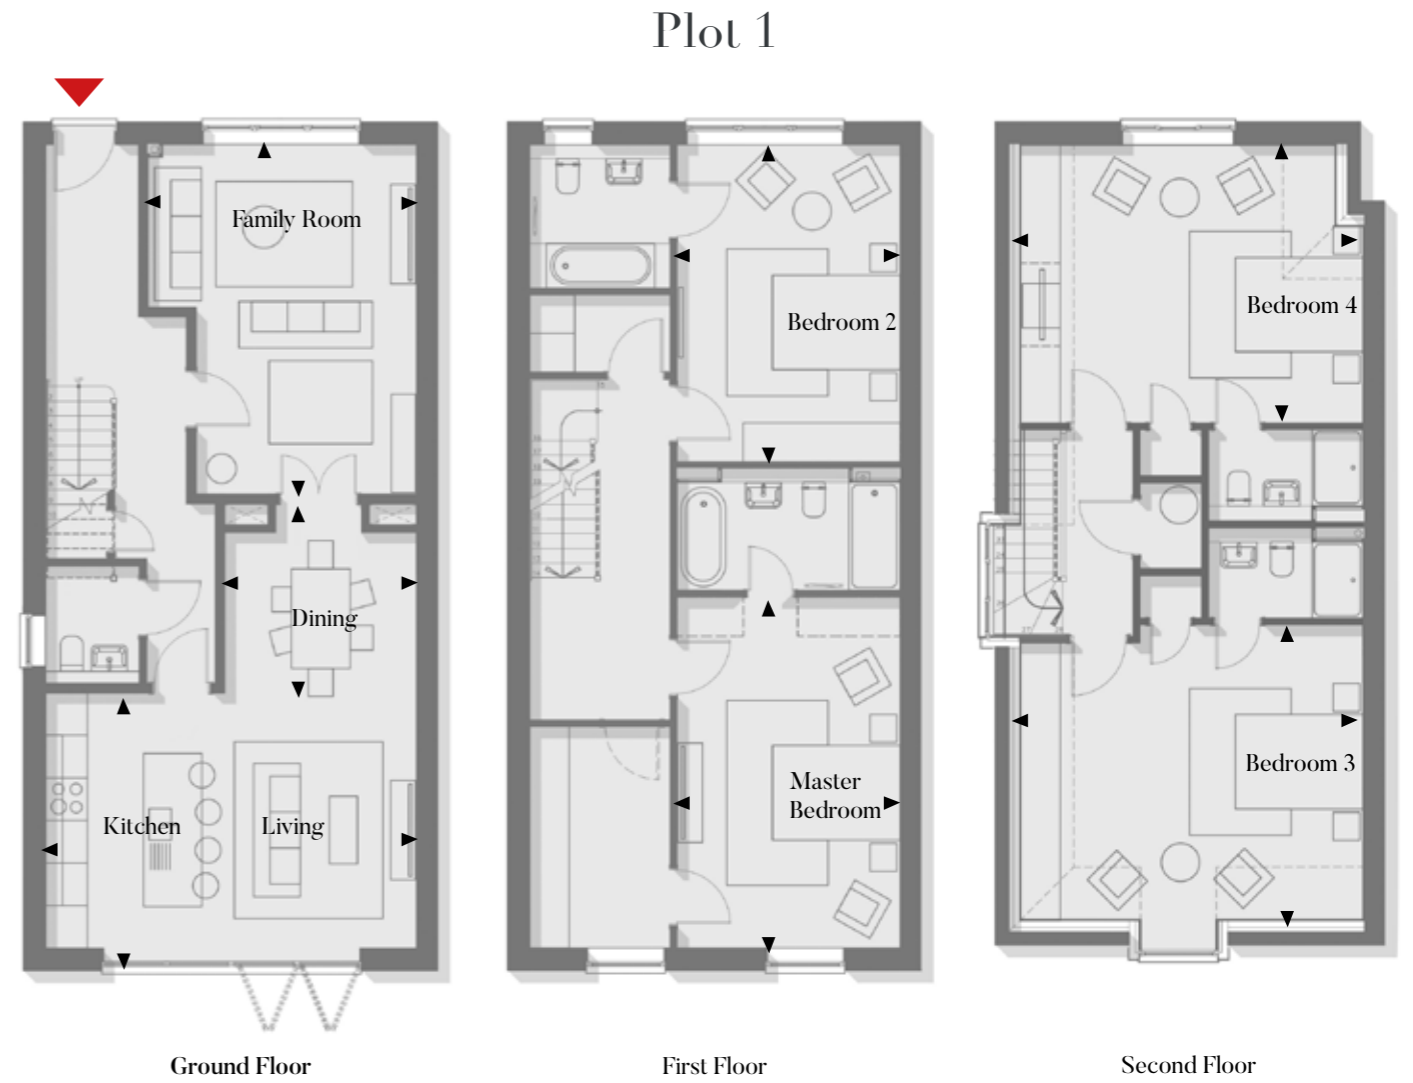 Plot 1
Family Room
Dining
Kitchen
Living
Ground Floor
Bedroom 2
Master
Bedroom
First Floor
Bedroom 4
Bedroom 3
Second Floor